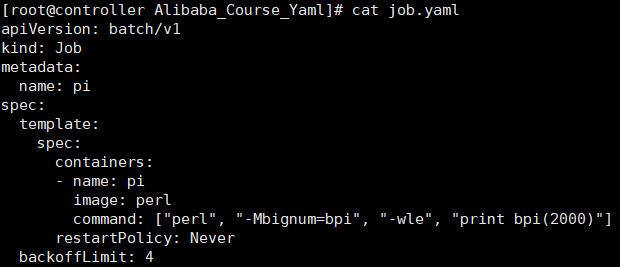 [root@controller Alibaba_Course_Yaml]# cat job.yaml
apiVersion: batch/v1
kind: Job
metadata:
  name: pi
spec:
  template:
    spec:
      containers:
      - name: pi
        image: perl
        command: ["perl", "-Mbignum=bpi", "-wle", "print bpi(2000)"]
      restartPolicy: Never
  backoffLimit: 4